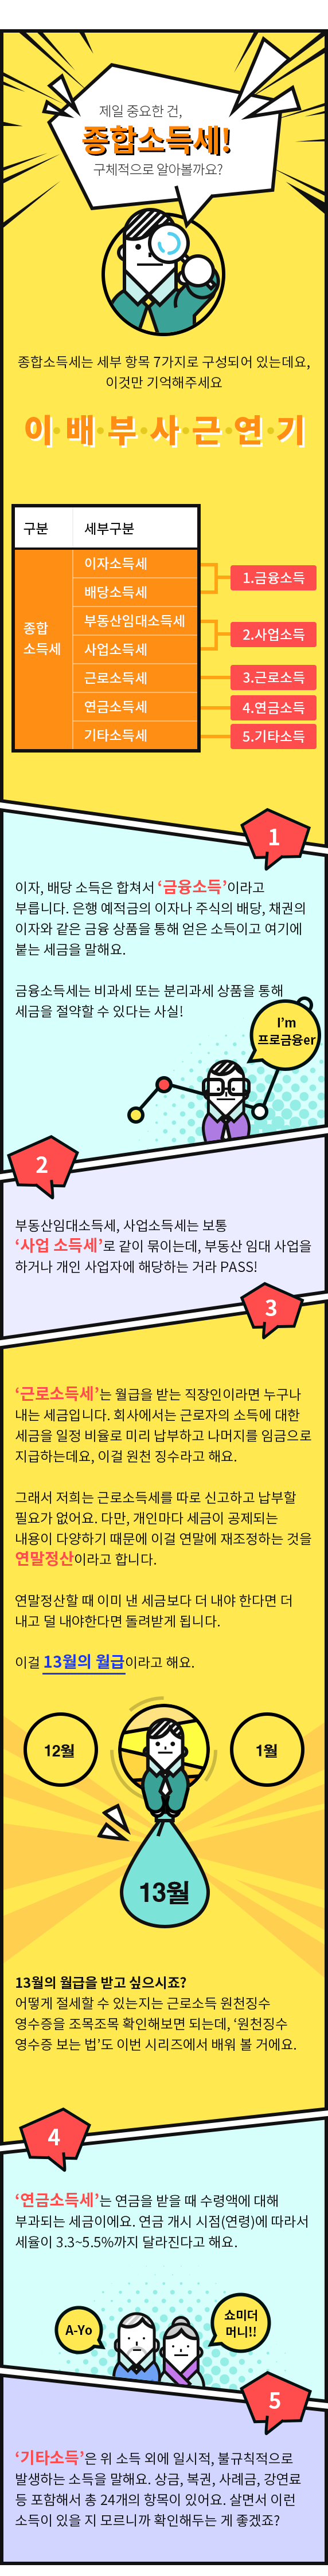 제일 중요한 건,
종합소득세!
구체적으로 알아볼까요?
종합소득세는 세부 항목 7가지로 구성되어 있는데요,
이것만 기억해주세요
이·배·부·사·근·연·기
구분
세부구분
종합
소득세
이자소득세
배당소득세
부동산임대소득세
사업소득세
근로소득세
연금소득세
기타소득세
1.금융소득
2.사업소득
3.근로소득
4.연금소득
5.기타소득
1
이자, 배당 소득은 합쳐서 ‘금융소득’이라고
부릅니다. 은행 예적금의 이자나 주식의 배당, 채권의
이자와 같은 금융 상품을 통해 얻은 소득이고 여기에
붙는 세금을 말해요.
금융소득세는 비과세 또는 분리과세 상품을 통해
세금을 절약할 수 있다는 사실!
I’m
프로금융er
2
부동산임대소득세, 사업소득세는 보통
‘사업 소득세’로 같이 묶이는데, 부동산 임대 사업을
하거나 개인 사업자에 해당하는 거라 PASS!
3
‘근로소득세’는 월급을 받는 직장인이라면 누구나
내는 세금입니다. 회사에서는 근로자의 소득에 대한
세금을 일정 비율로 미리 납부하고 나머지를 임금으로
지급하는데요, 이걸 원천 징수라고 해요.
그래서 저희는 근로소득세를 따로 신고하고 납부할
필요가 없어요. 다만, 개인마다 세금이 공제되는
내용이 다양하기 때문에 이걸 연말에 재조정하는 것을
연말정산이라고 합니다.
연말정산할 때 이미 낸 세금보다 더 내야 한다면 더
내고 덜 내야한다면 돌려받게 됩니다.
이걸 13월의 월급이라고 해요.
12월
1월
13월
13월의 월급을 받고 싶으시죠?
어떻게 절세할 수 있는지는 근로소득 원천징수
영수증을 조목조목 확인해보면 되는데, ‘원천징수
영수증 보는 법’도 이번 시리즈에서 배워 볼 거에요.
4
‘연금소득세’는 연금을 받을 때 수령액에 대해
부과되는 세금이에요. 연금 개시 시점(연령)에 따라서
세율이 3.3~5.5%까지 달라진다고 해요.
A-Yo
쇼미더
머니!!
5
‘기타소득’은 위 소득 외에 일시적, 불규칙적으로
발생하는 소득을 말해요. 상금, 복권, 사례금, 강연료
등 포함해서 총 24개의 항목이 있어요. 살면서 이런
소득이 있을 지 모르니까 확인해두는 게 좋겠죠?